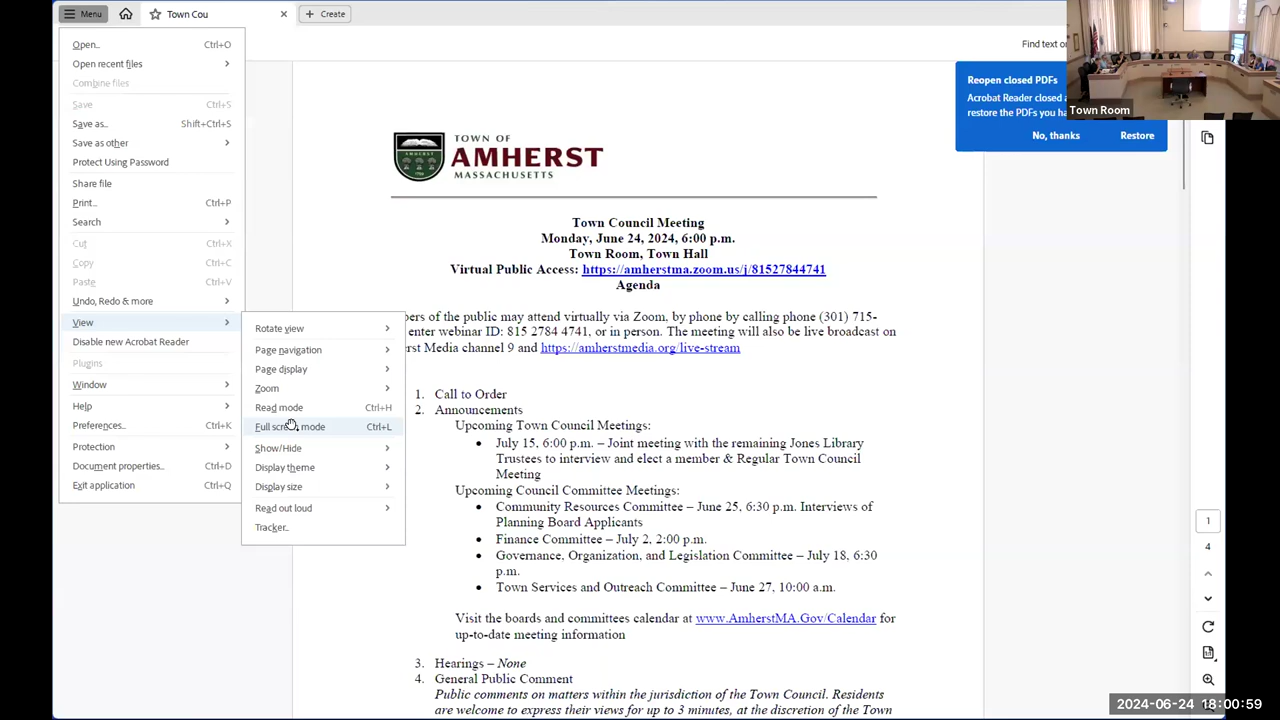 Menu
Town Cou
Create
Find text or
Open... Ctrl+O
Open recent files
Combine files
Save Ctrl+S
Save as... Shift+Ctrl+S
Save as other
Protect Using Password
Share file
Print... Ctrl+P
Search
Cut Ctrl+X
Copy Ctrl+C
Paste Ctrl+V
Undo, Redo & more
View
Disable new Acrobat Reader
Plugins
Window
Help
Preferences... Ctrl+K
Protection
Document properties... Ctrl+D
Exit application Ctrl+Q
Rotate view
Page navigation
Page display
Zoom
Read mode Ctrl+H
Full screen mode Ctrl+L
Show/Hide
Display theme
Display size
Read out loud
Tracker...
Reopen closed PDFs
Acrobat Reader closed
restore the PDFs you ha
No, thanks Restore
Town Room
TOWN OF
AMHERST
MASSACHUSETTS
Town Council Meeting
Monday, June 24, 2024, 6:00 p.m.
Town Room, Town Hall
Virtual Public Access: https://amherstma.zoom.us/j/81527844741
Agenda
bers of the public may attend virtually via Zoom, by phone by calling phone (301) 715-
enter webinar ID: 815 2784 4741, or in person. The meeting will also be live broadcast on
erst Media channel 9 and https://amherstmedia.org/live-stream
1. Call to Order
2. Announcements
Upcoming Town Council Meetings:
• July 15, 6:00 p.m. – Joint meeting with the remaining Jones Library
Trustees to interview and elect a member & Regular Town Council
Meeting
Upcoming Council Committee Meetings:
• Community Resources Committee – June 25, 6:30 p.m. Interviews of
Planning Board Applicants
• Finance Committee – July 2, 2:00 p.m.
• Governance, Organization, and Legislation Committee – July 18, 6:30
p.m.
• Town Services and Outreach Committee – June 27, 10:00 a.m.
Visit the boards and committees calendar at www.AmherstMA.Gov/Calendar for
up-to-date meeting information
3. Hearings – None
4. General Public Comment
Public comments on matters within the jurisdiction of the Town Council. Residents
are welcome to express their views for up to 3 minutes, at the discretion of the Town
1
4
2024-06-24 18:00:59